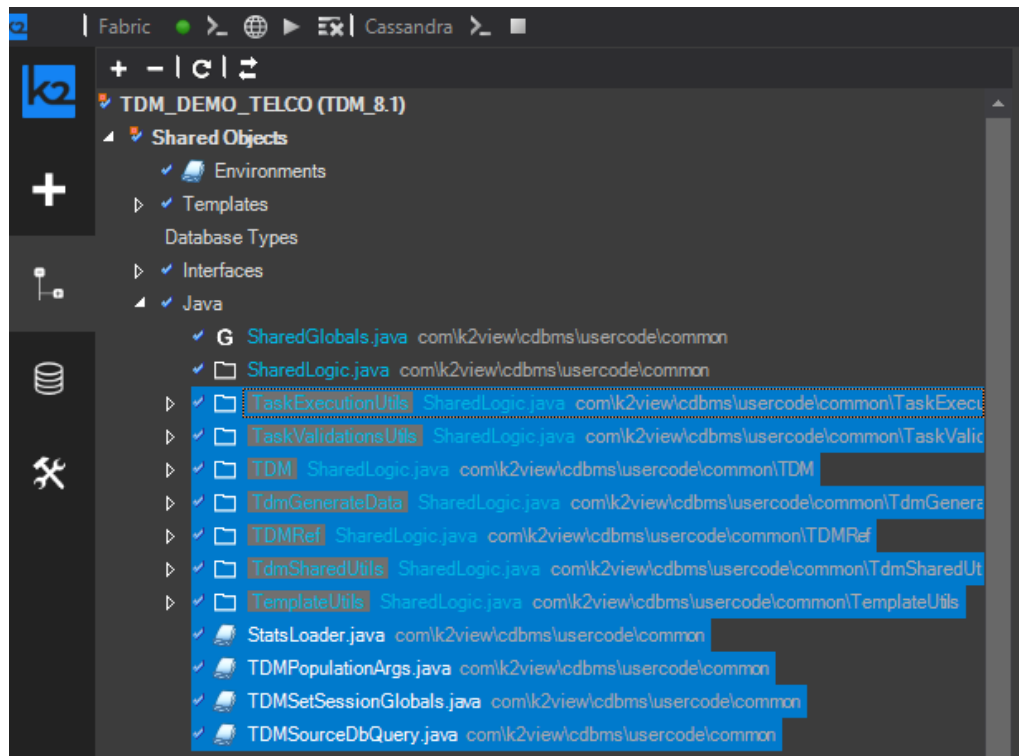 k2 Fabric Cassandra
k2
TDM_DEMO_TELCO (TDM_8.1)
Shared Objects
Environments
Templates
Database Types
Interfaces
Java
G SharedGlobals.java com\k2view\cdbms\usercode\common
SharedLogic.java com\k2view\cdbms\usercode\common
TaskExecutionUtils SharedLogic.java com\k2view\cdbms\usercode\common\TaskExecu
TaskValidationsUtils SharedLogic.java com\k2view\cdbms\usercode\common\TaskValid
TDM SharedLogic.java com\k2view\cdbms\usercode\common\TDM
TdmGenerateData SharedLogic.java com\k2view\cdbms\usercode\common\TdmGenera
TDMRef SharedLogic.java com\k2view\cdbms\usercode\common\TDMRef
TdmSharedUtils SharedLogic.java com\k2view\cdbms\usercode\common\TdmSharedUt
TemplateUtils SharedLogic.java com\k2view\cdbms\usercode\common\TemplateUtils
StatsLoader.java com\k2view\cdbms\usercode\common
TDMPopulationArgs.java com\k2view\cdbms\usercode\common
TDMSetSessionGlobals.java com\k2view\cdbms\usercode\common
TDMSourceDbQuery.java com\k2view\cdbms\usercode\common